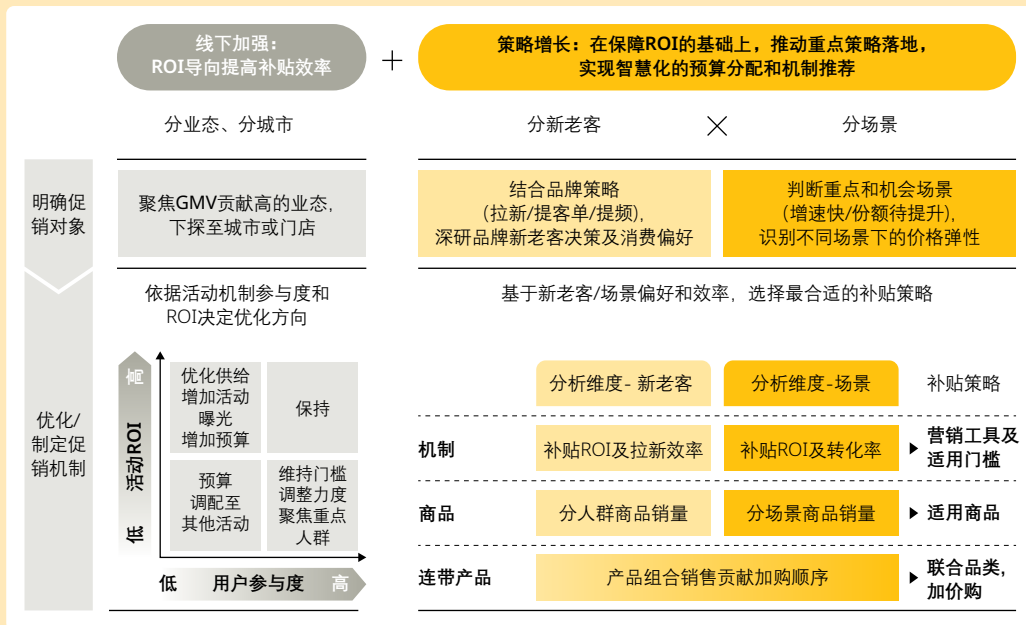 线下加强：
ROI导向提高补贴效率
+
策略增长：在保障ROI的基础上，推动重点策略落地，
实现智慧化的预算分配和机制推荐
分业态、分城市
分新老客
×
分场景
明确促
销对象
聚焦GMV贡献高的业态，
下探至城市或门店
结合品牌策略
(拉新/提客单/提频)，
深研品牌新老客决策及消费偏好
判断重点和机会场景
(增速快/份额待提升)，
识别不同场景下的价格弹性
优化/
制定促
销机制
依据活动机制参与度和
ROI决定优化方向
基于新老客/场景偏好和效率，选择最合适的补贴策略
高
活动ROI
低
优化供给
增加活动
曝光
增加预算
保持
预算
调配至
其他活动
维持门槛
调整力度
聚焦重点
人群
低 用户参与度 高
分析维度- 新老客
分析维度-场景
补贴策略
机制
补贴ROI及拉新效率
补贴ROI及转化率
营销工具及
适用门槛
商品
分人群商品销量
分场景商品销量
适用商品
连带产品
产品组合销售贡献加购顺序
联合品类，
加价购